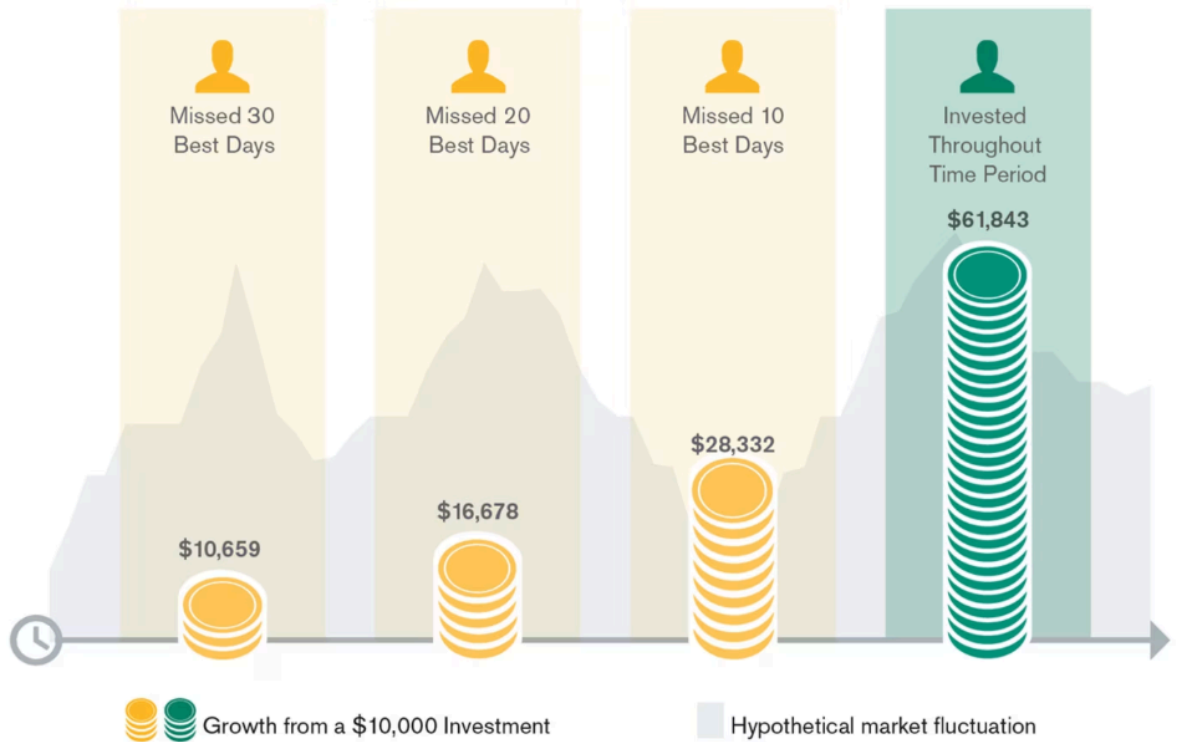 Missed 30
Best Days
Missed 20
Best Days
Missed 10
Best Days
Invested
Throughout
Time Period
$61,843
$28,332
$16,678
$10,659
Growth from a $10,000 Investment
Hypothetical market fluctuation